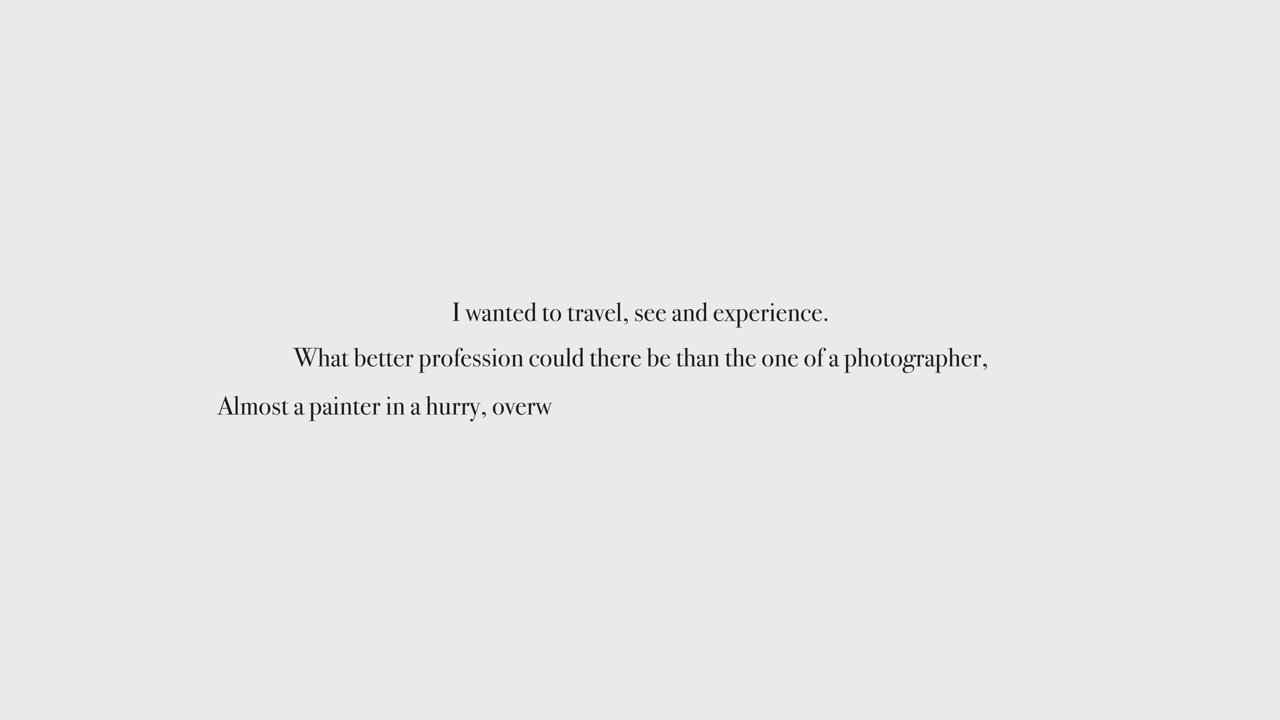 I wanted to travel, see and experience.
What better profession could there be than the one of a photographer,
Almost a painter in a hurry, overw